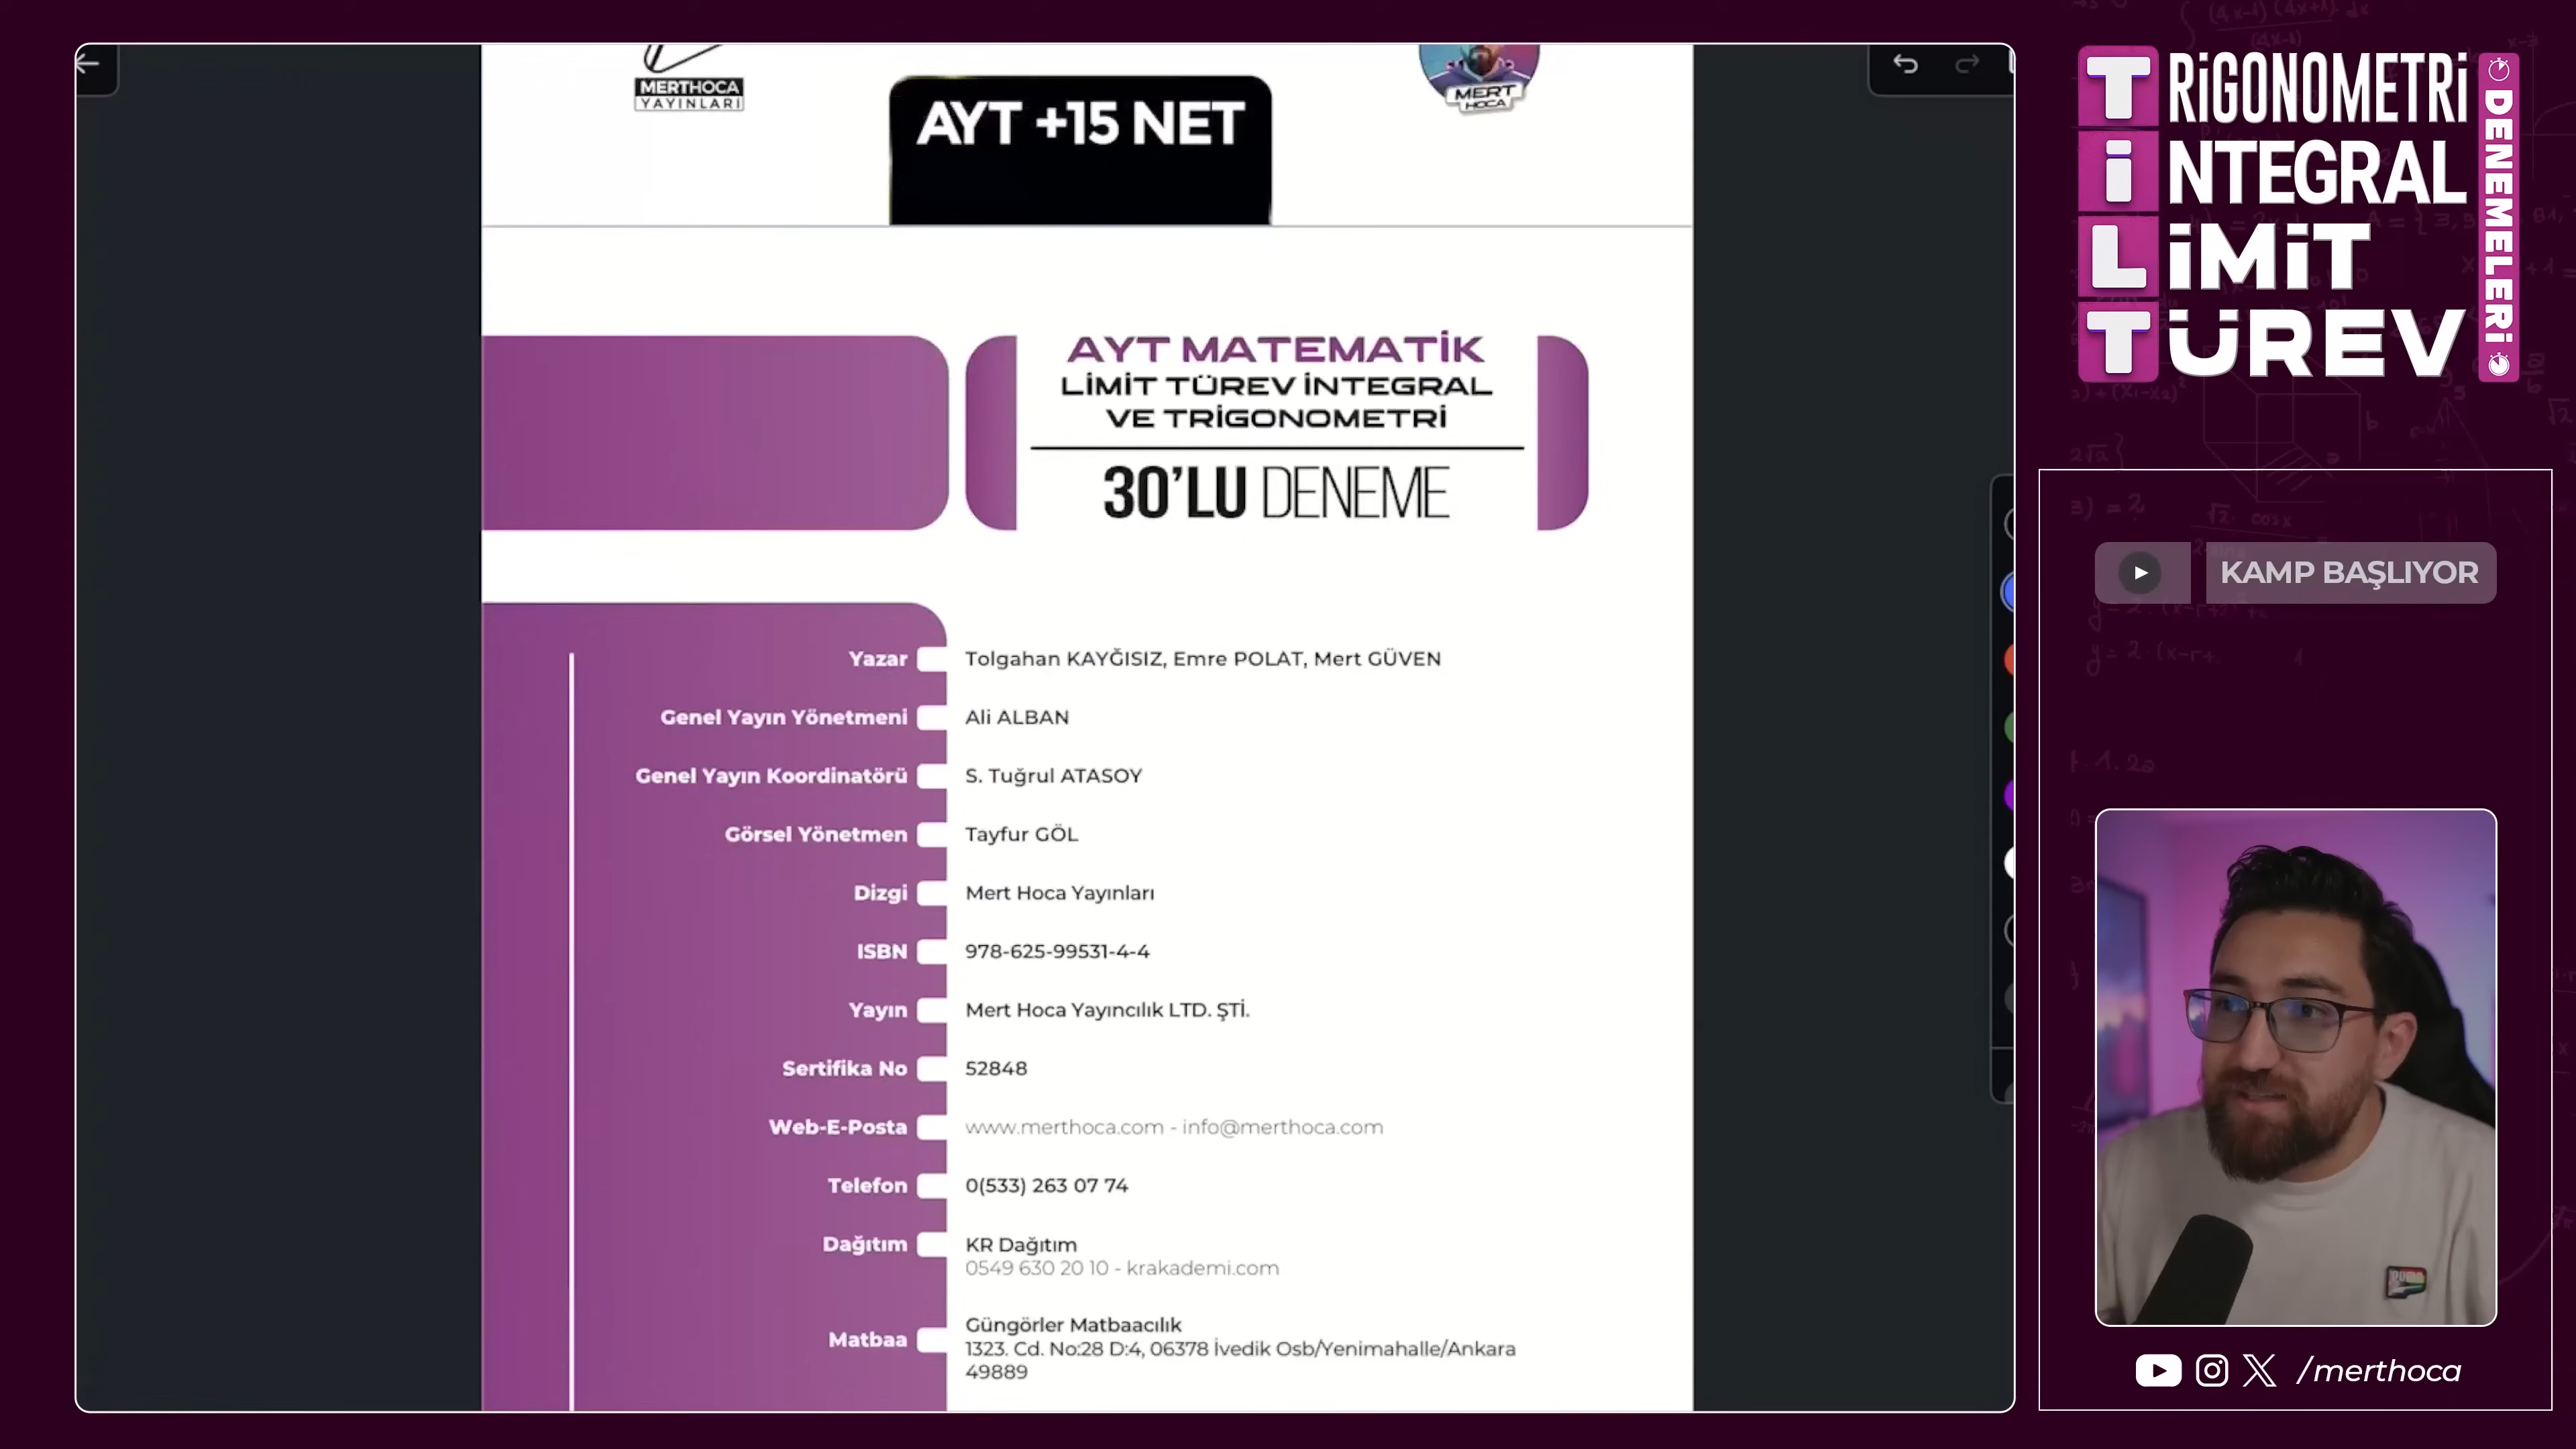 MERTHOCA
YAYINLARI
AYT +15 NET
MERT
HOCA
AYT MATEMATİK
LİMİT TÜREV İNTEGRAL
VE TRİGONOMETRİ
30'LU DENEME
Yazar Tolgahan KAYĞISIZ, Emre POLAT, Mert GÜVEN
Genel Yayın Yönetmeni Ali ALBAN
Genel Yayın Koordinatörü S. Tuğrul ATASOY
Görsel Yönetmen Tayfur GÖL
Dizgi Mert Hoca Yayınları
ISBN 978-625-99531-4-4
Yayın Mert Hoca Yayıncılık LTD. ŞTİ.
Sertifika No 52848
Web-E-Posta www.merthoca.com - info@merthoca.com
Telefon 0(533) 263 07 74
Dağıtım KR Dağıtım
0549 630 20 10 - krakademi.com
Matbaa Güngörler Matbaacılık
1323. Cd. No:28 D:4, 06378 İvedik Osb/Yenimahalle/Ankara
49889
TRiGONOMETRi
iNTEGRAL
LiMiT
TÜREV
DENEMELERi
KAMP BAŞLIYOR
/merthoca